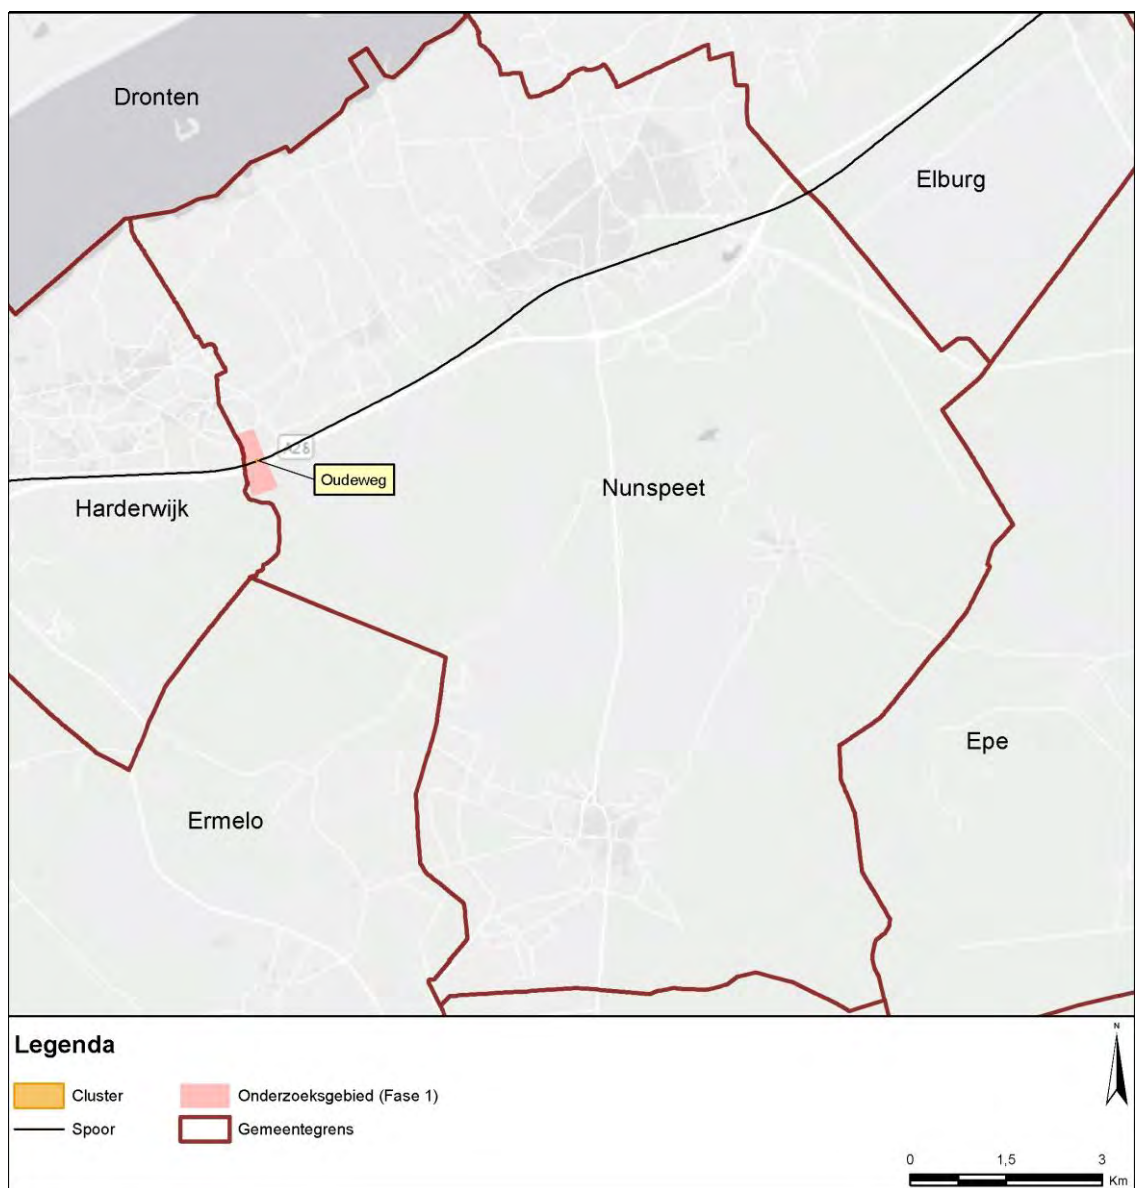 Dronten
Elburg
A28
Oudeweg
Nunspeet
Harderwijk
Epe
Ermelo
Legenda
N
Cluster
Onderzoeksgebied (Fase 1)
Spoor
Gemeentegrens
0 1,5 3
Km